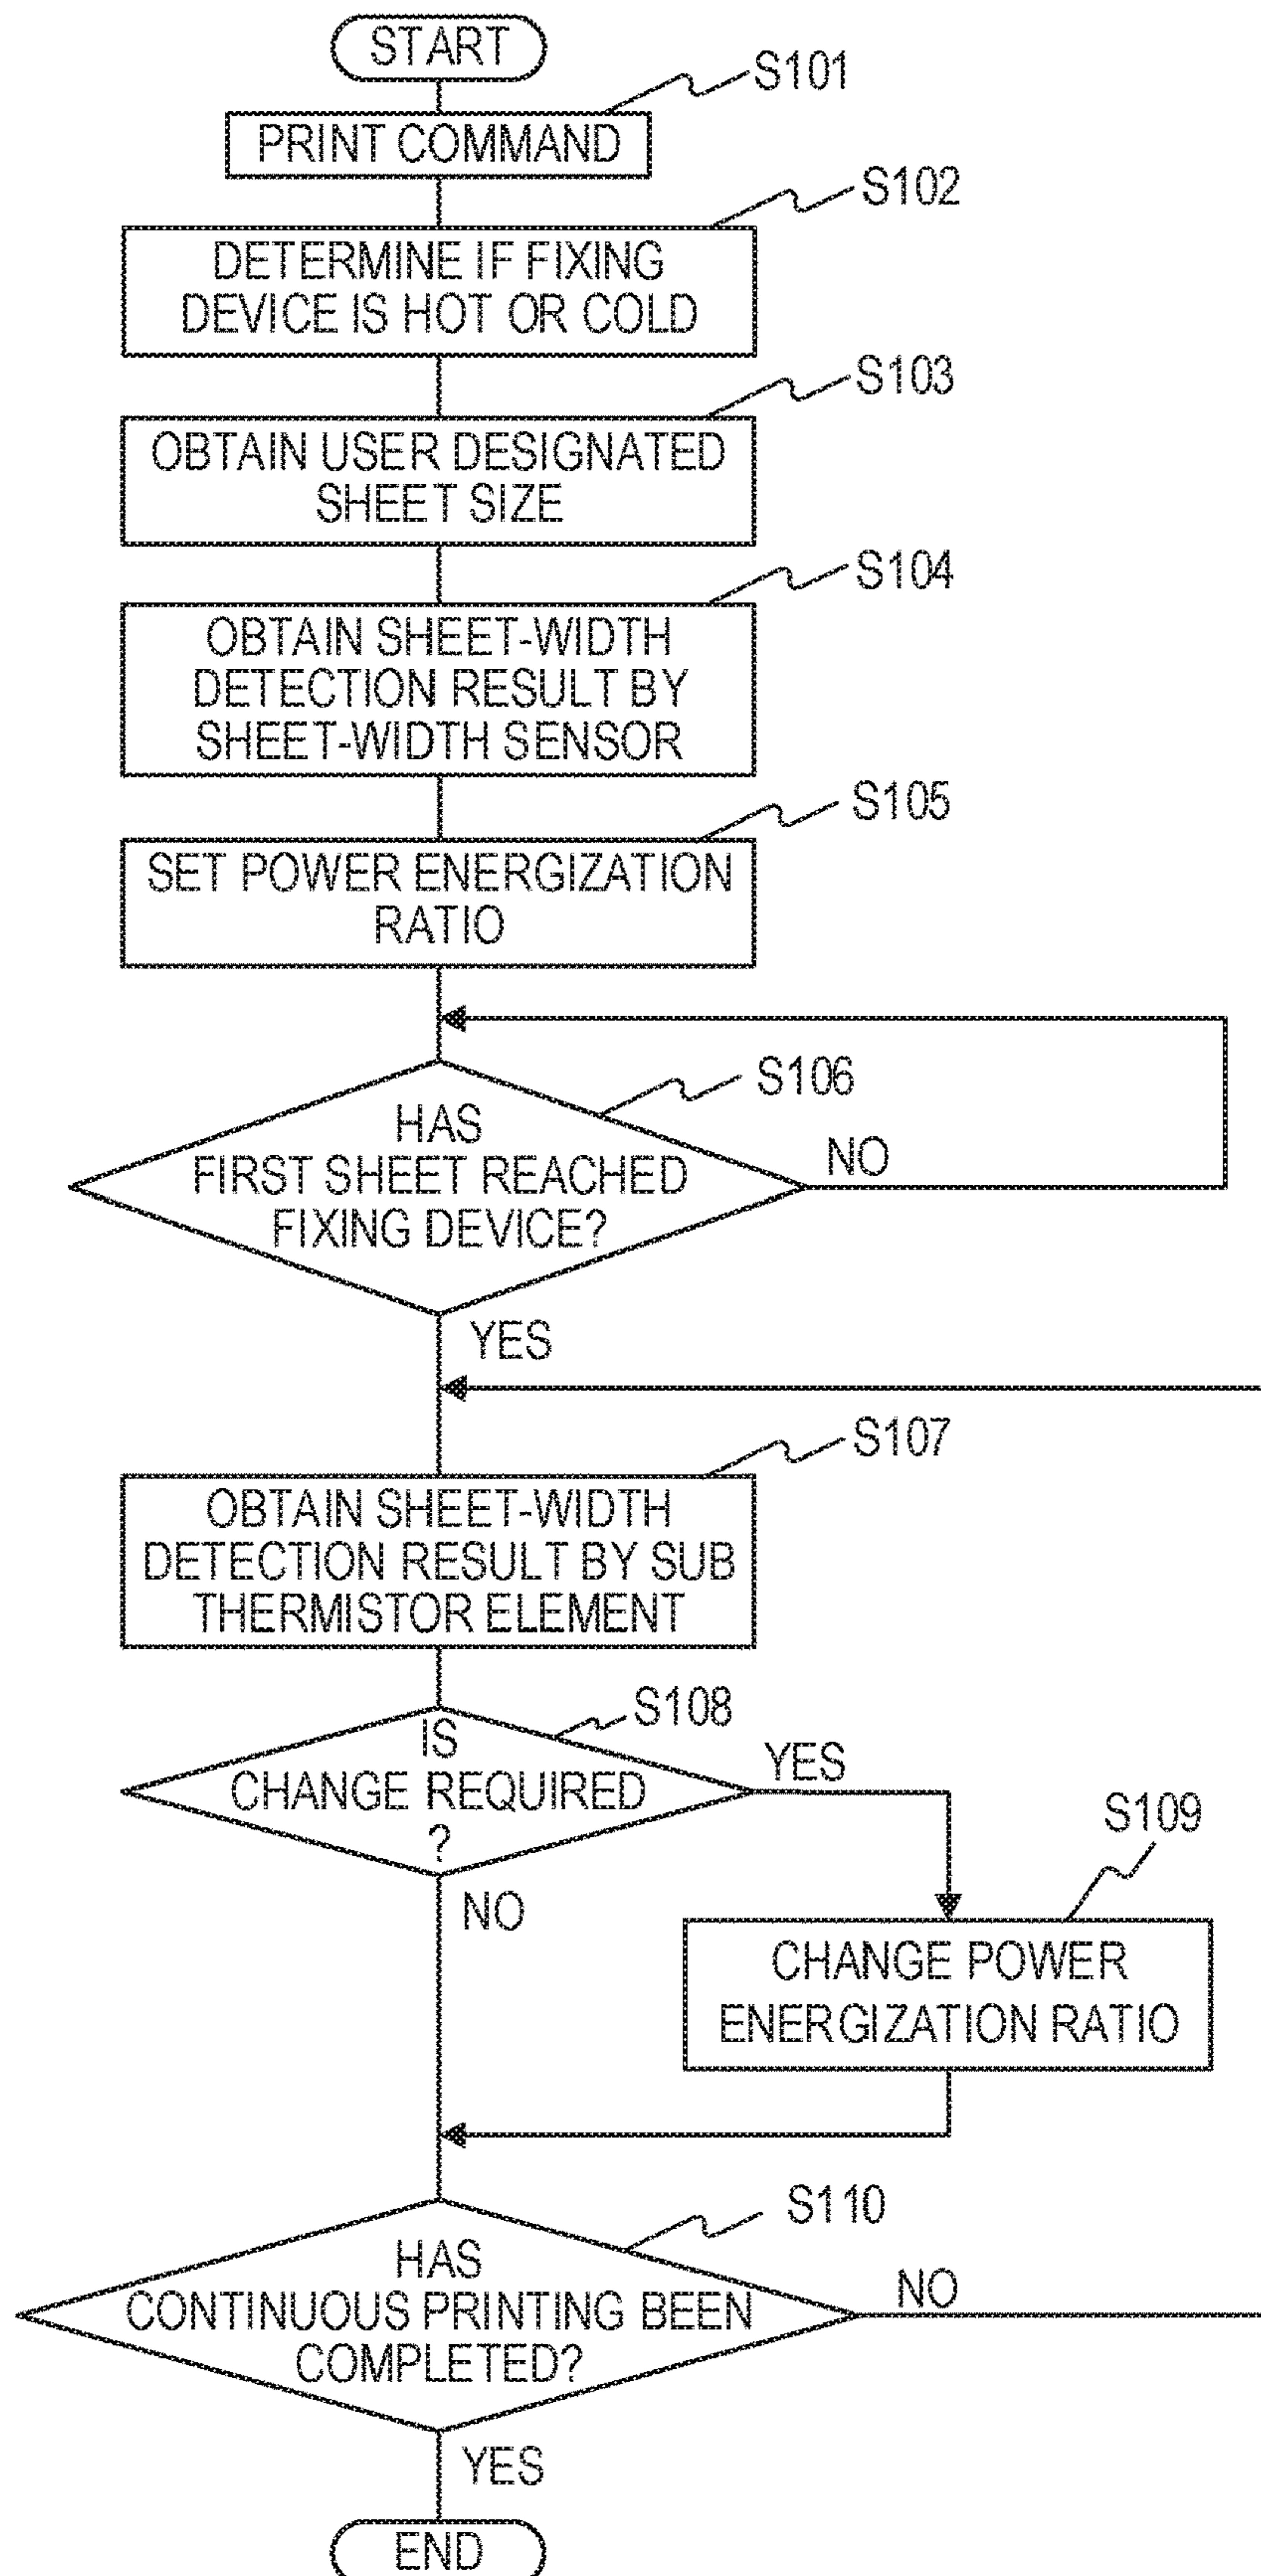 START
S101
PRINT COMMAND
S102
DETERMINE IF FIXING
DEVICE IS HOT OR COLD
S103
OBTAIN USER DESIGNATED
SHEET SIZE
S104
OBTAIN SHEET-WIDTH
DETECTION RESULT BY
SHEET-WIDTH SENSOR
S105
SET POWER ENERGIZATION
RATIO
S106
HAS
FIRST SHEET REACHED
FIXING DEVICE?
NO
YES
S107
OBTAIN SHEET-WIDTH
DETECTION RESULT BY SUB
THERMISTOR ELEMENT
S108
IS
CHANGE REQUIRED
?
YES
NO
S109
CHANGE POWER
ENERGIZATION RATIO
S110
HAS
CONTINUOUS PRINTING BEEN
COMPLETED?
NO
YES
END